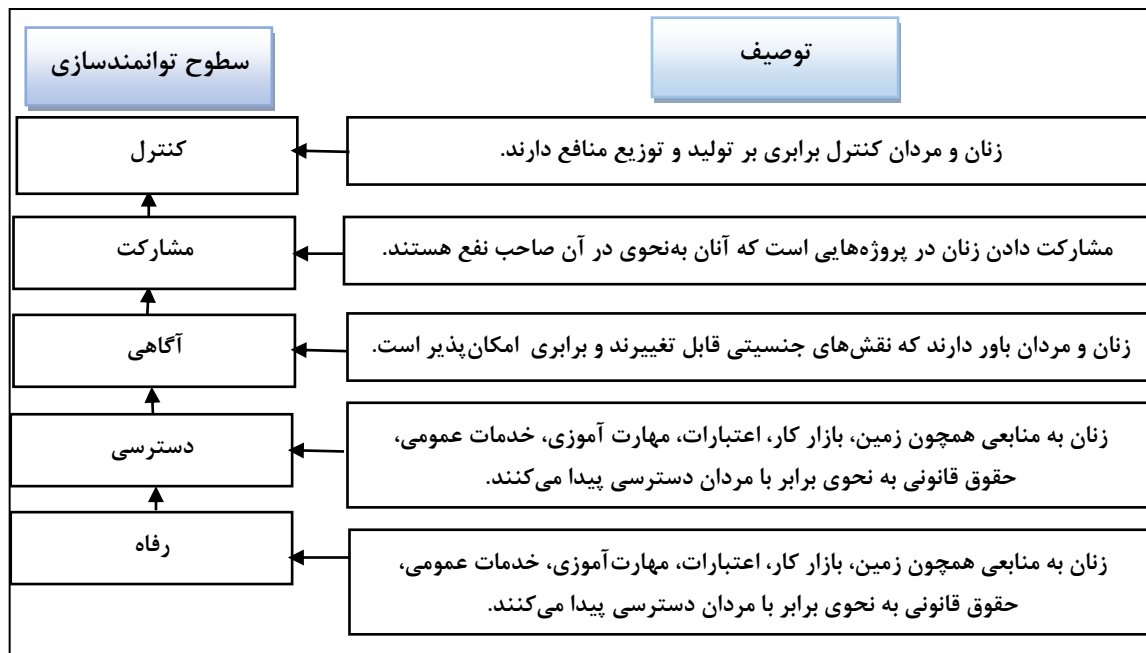 سطوح توانمندسازی
توصیف
کنترل
زنان و مردان کنترل برابری بر تولید و توزیع منافع دارند.
مشارکت
مشارکت دادن زنان در پروژه‌هایی است که آنان به‌نحوی در آن صاحب نفع هستند.
آگاهی
زنان و مردان باور دارند که نقش‌های جنسیتی قابل تغییرند و برابری امکان‌پذیر است.
دسترسی
زنان به منابعی همچون زمین، بازار کار، اعتبارات، مهارت آموزی، خدمات عمومی،
حقوق قانونی به نحوی برابر با مردان دسترسی پیدا می‌کنند.
رفاه
زنان به منابعی همچون زمین، بازار کار، اعتبارات، مهارت‌آموزی، خدمات عمومی،
حقوق قانونی به نحوی برابر با مردان دسترسی پیدا می‌کنند.